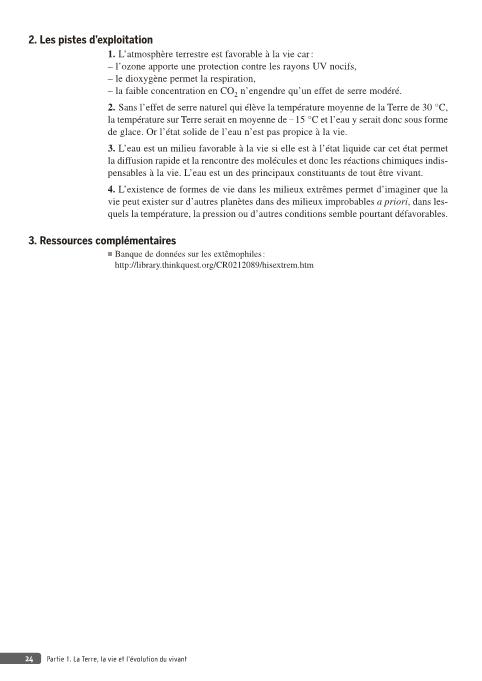 2. Les pistes d'exploitation
1. L'atmosphère terrestre est favorable à la vie car :
– l'ozone apporte une protection contre les rayons UV nocifs,
– le dioxygène permet la respiration,
– la faible concentration en CO2 n'engendre qu'un effet de serre modéré.
2. Sans l'effet de serre naturel qui élève la température moyenne de la Terre de 30 °C,
la température sur Terre serait en moyenne de – 15 °C et l'eau y serait donc sous forme
de glace. Or l'état solide de l'eau n'est pas propice à la vie.
3. L'eau est un milieu favorable à la vie si elle est à l'état liquide car cet état permet
la diffusion rapide et la rencontre des molécules et donc les réactions chimiques indis-
pensables à la vie. L'eau est un des principaux constituants de tout être vivant.
4. L'existence de formes de vie dans les milieux extrêmes permet d'imaginer que la
vie peut exister sur d'autres planètes dans des milieux improbables a priori, dans les-
quels la température, la pression ou d'autres conditions semble pourtant défavorables.
3. Ressources complémentaires
■ Banque de données sur les extêmophiles :
http://library.thinkquest.org/CR0212089/hisextrem.htm
24 Partie 1. La Terre, la vie et l'évolution du vivant